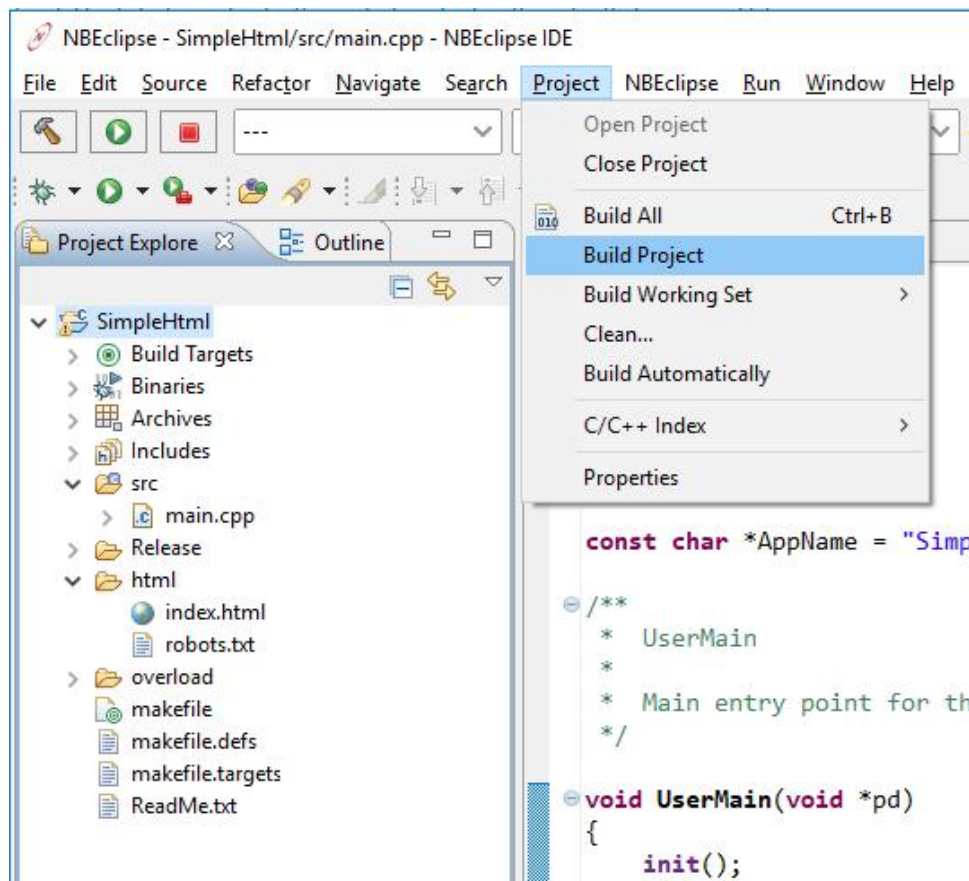 NBEclipse - SimpleHtml/src/main.cpp - NBEclipse IDE
File Edit Source Refactor Navigate Search Project NBEclipse Run Window Help
---
Open Project
Close Project
Build All Ctrl+B
Build Project
Build Working Set
Clean...
Build Automatically
C/C++ Index
Properties
Project Explore Outline
SimpleHtml
Build Targets
Binaries
Archives
Includes
src
main.cpp
Release
html
index.html
robots.txt
overload
makefile
makefile.defs
makefile.targets
ReadMe.txt
const char *AppName = "Simp
/**
* UserMain
*
* Main entry point for th
*/
void UserMain(void *pd)
{
init();